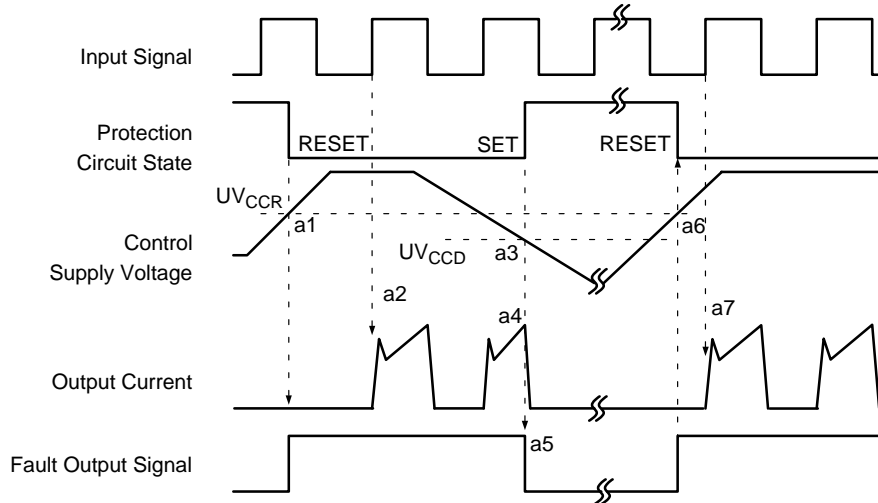 Input Signal
Protection
Circuit State
RESET
SET
RESET
UVCCR
a1
a6
Control
Supply Voltage
UVCCD
a3
a2
a4
a7
Output Current
a5
Fault Output Signal